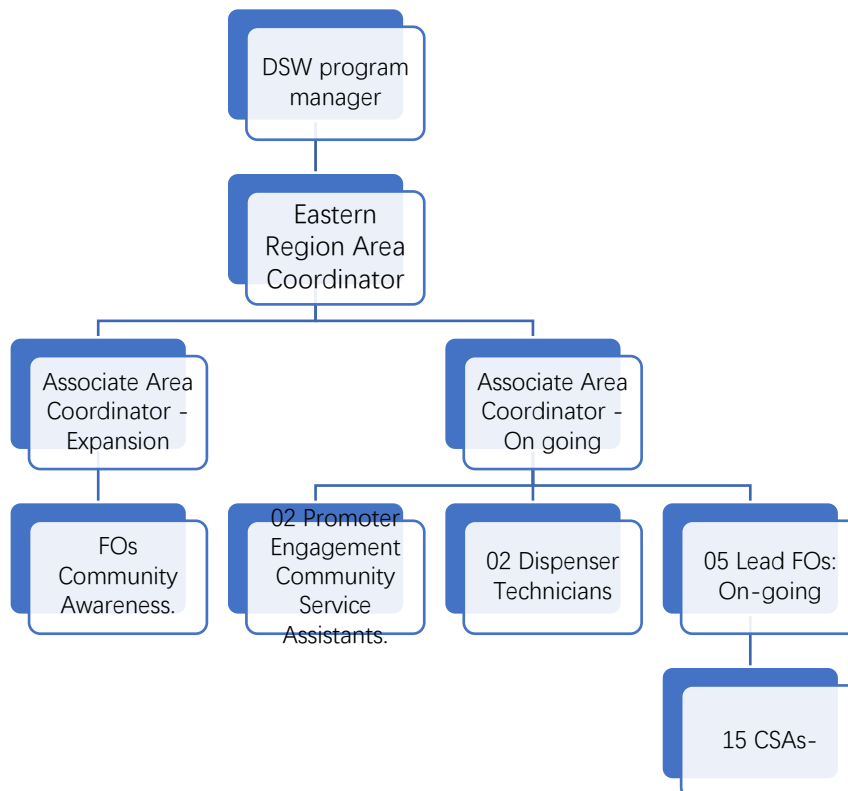 DSW program
manager
Eastern
Region Area
Coordinator
Associate Area
Coordinator -
Expansion
Associate Area
Coordinator -
On going
FOs
Community
Awareness.
02 Promoter
Engagement
Community
Service
Assistants.
02 Dispenser
Technicians
05 Lead FOs:
On-going
15 CSAs-